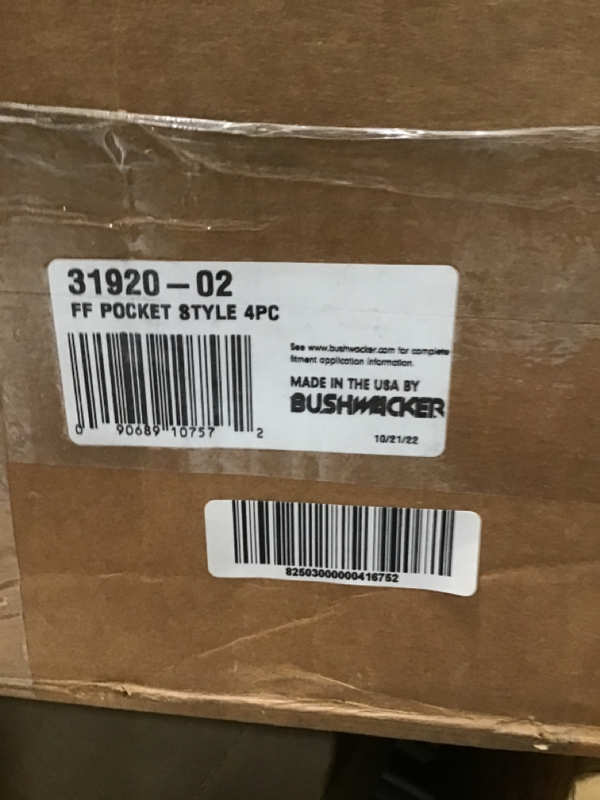 31920-02
FF POCKET STYLE 4PC
See www.bushwacker.com for complete
fitment application information.
MADE IN THE USA BY
BUSHWACKER
10/21/22
0 90689 10757 2
82503000000416752